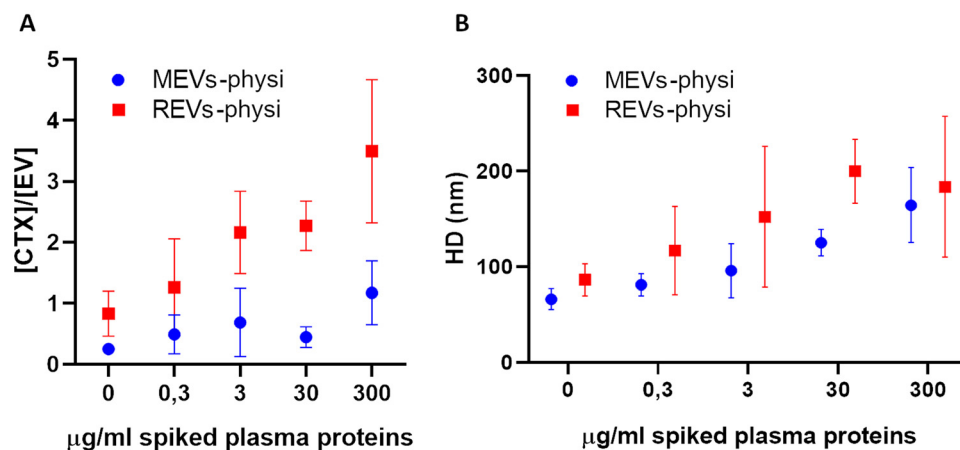 A
5
4
3
2
1
0
[CTX]/[EV]
MEVs-physi
REVs-physi
0 0,3 3 30 300
µg/ml spiked plasma proteins
B
300
200
100
0
HD (nm)
MEVs-physi
REVs-physi
0 0,3 3 30 300
µg/ml spiked plasma proteins